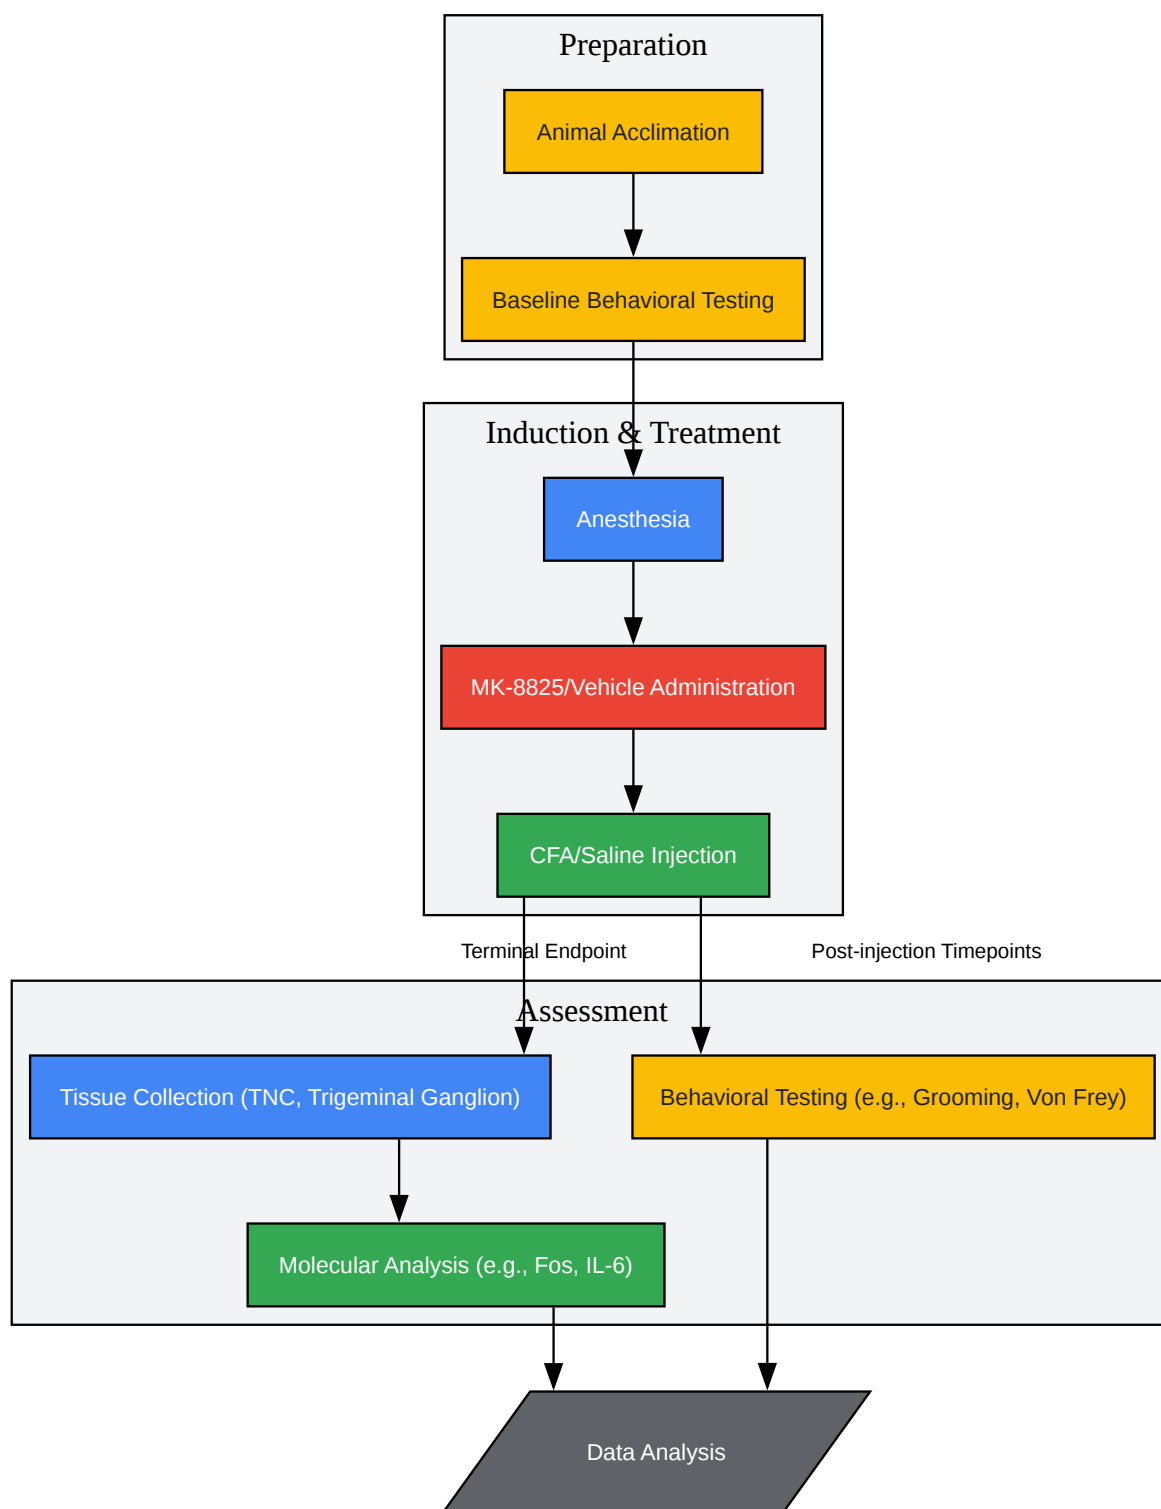 Preparation
Animal Acclimation
Baseline Behavioral Testing
Induction & Treatment
Anesthesia
MK-8825/Vehicle Administration
CFA/Saline Injection
Terminal Endpoint
Post-injection Timepoints
Assessment
Tissue Collection (TNC, Trigeminal Ganglion)
Behavioral Testing (e.g., Grooming, Von Frey)
Molecular Analysis (e.g., Fos, IL-6)
Data Analysis